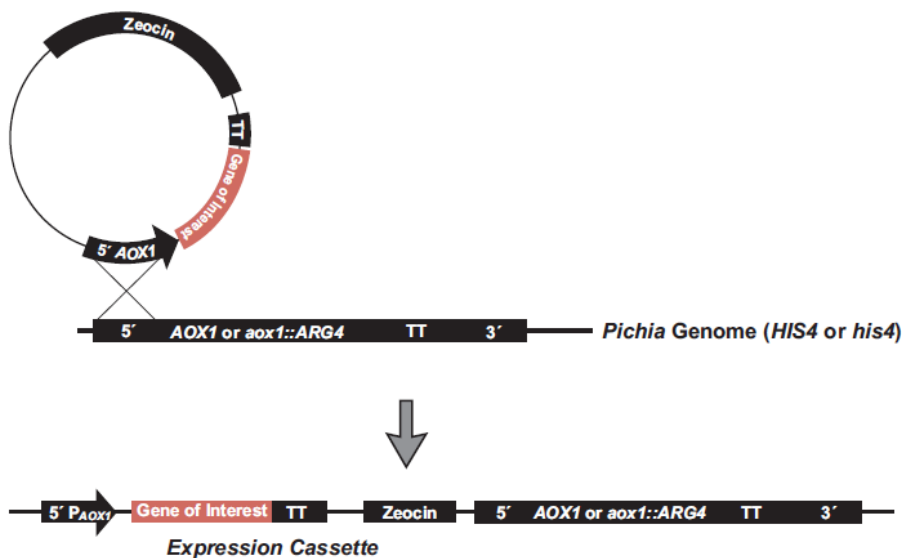 Zeocin
TT
Gene of Interest
5´ AOX1
5´ AOX1 or aox1::ARG4 TT 3´
Pichia Genome (HIS4 or his4)
5´ PAOX1 Gene of Interest TT Zeocin 5´ AOX1 or aox1::ARG4 TT 3´
Expression Cassette